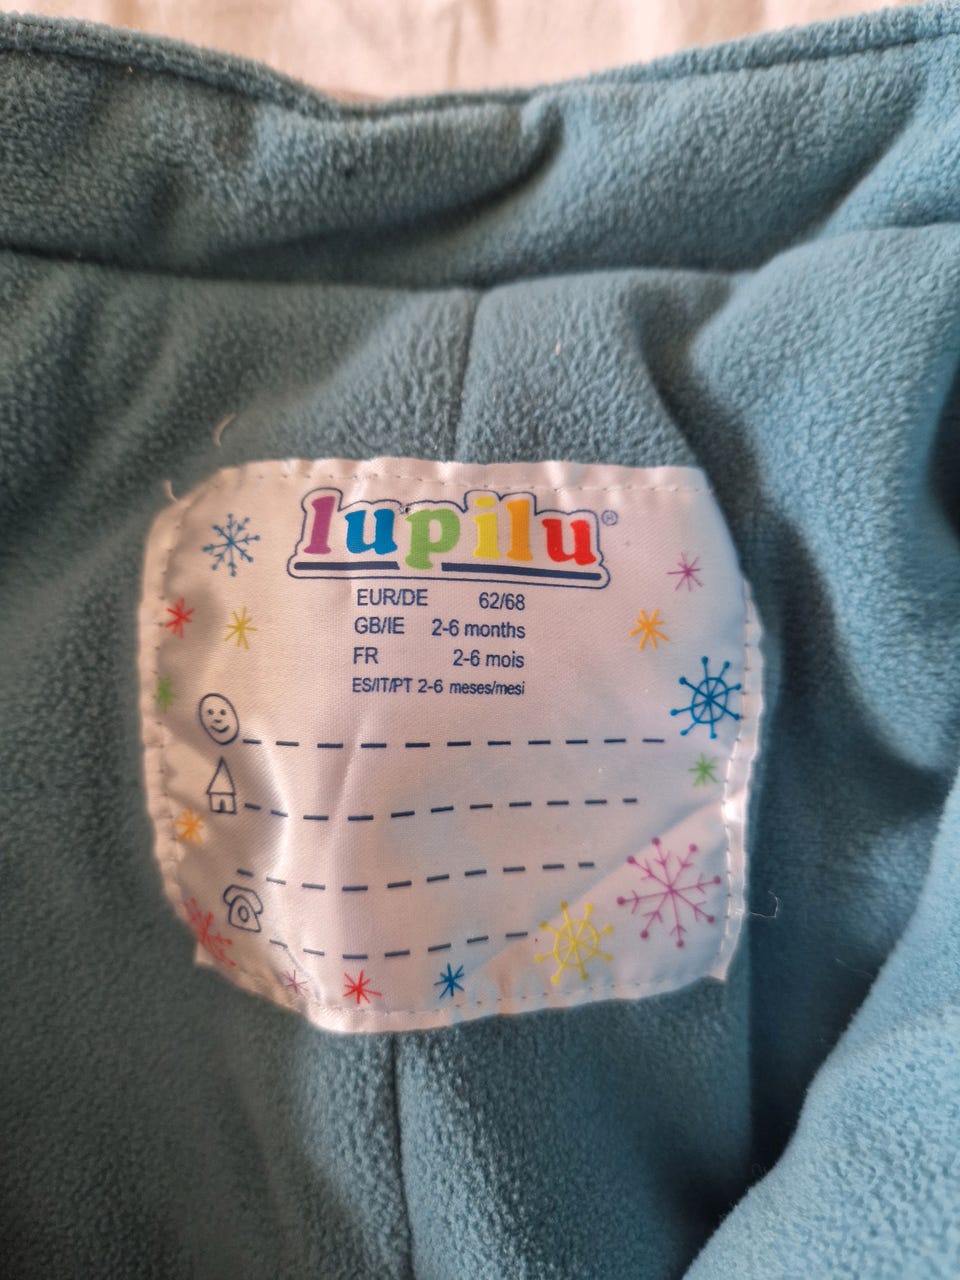 lupilu®
EUR/DE 62/68
GB/IE 2-6 months
FR 2-6 mois
ES/IT/PT 2-6 meses/mesi